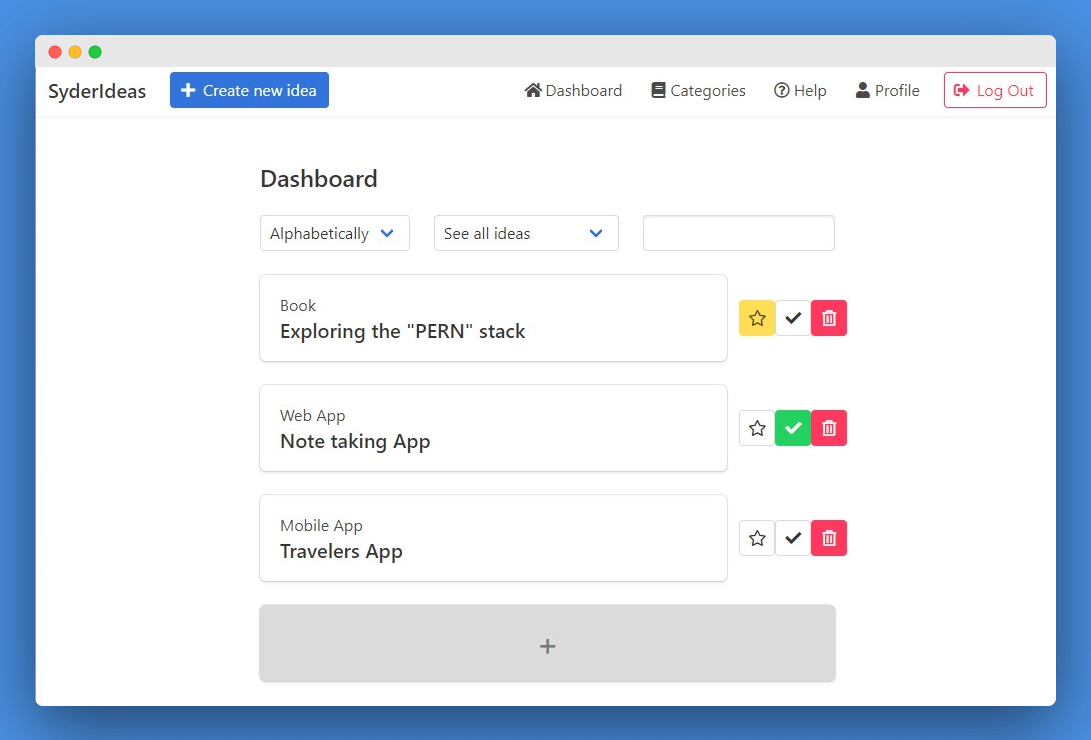 SyderIdeas
Create new idea
Dashboard
Categories
Help
Profile
Log Out
Dashboard
Alphabetically
See all ideas
Book
Exploring the "PERN" stack
Web App
Note taking App
Mobile App
Travelers App